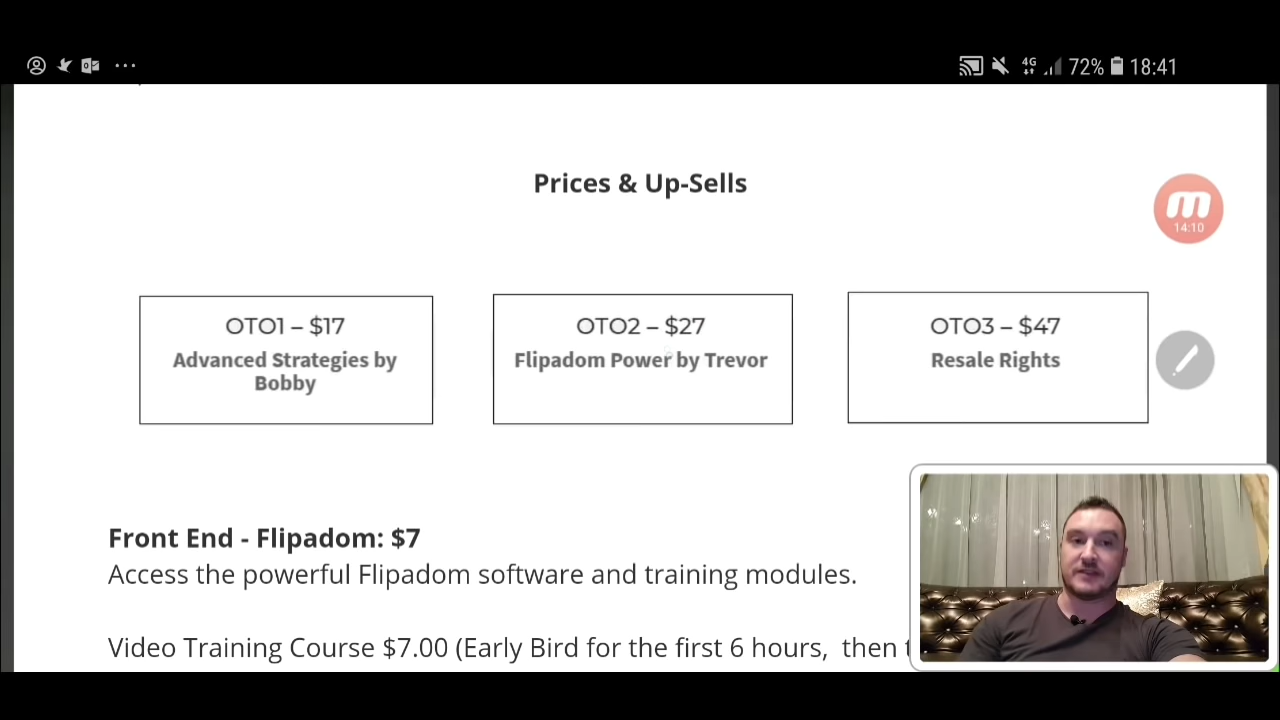 4G 72% 18:41
Prices & Up-Sells
14:10
OTO1 – $17
Advanced Strategies by
Bobby
OTO2 – $27
Flipadom Power by Trevor
OTO3 – $47
Resale Rights
Front End - Flipadom: $7
Access the powerful Flipadom software and training modules.
Video Training Course $7.00 (Early Bird for the first 6 hours, then